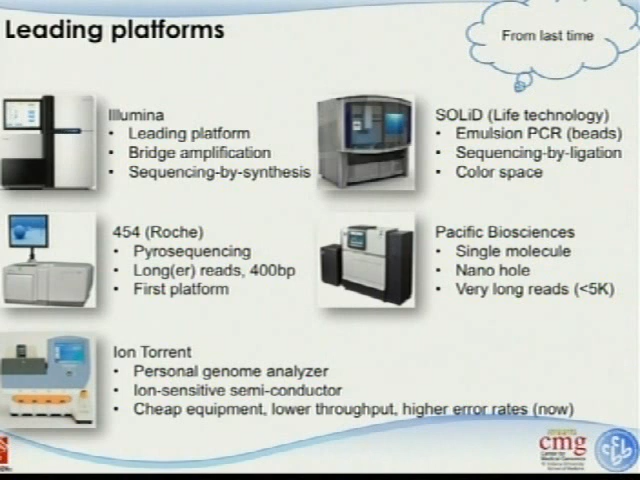 Leading platforms
From last time
Illumina
• Leading platform
• Bridge amplification
• Sequencing-by-synthesis
SOLiD (Life technology)
• Emulsion PCR (beads)
• Sequencing-by-ligation
• Color space
454 (Roche)
• Pyrosequencing
• Long(er) reads, 400bp
• First platform
Pacific Biosciences
• Single molecule
• Nano hole
• Very long reads (<5K)
Ion Torrent
• Personal genome analyzer
• Ion-sensitive semi-conductor
• Cheap equipment, lower throughput, higher error rates (now)
cmg